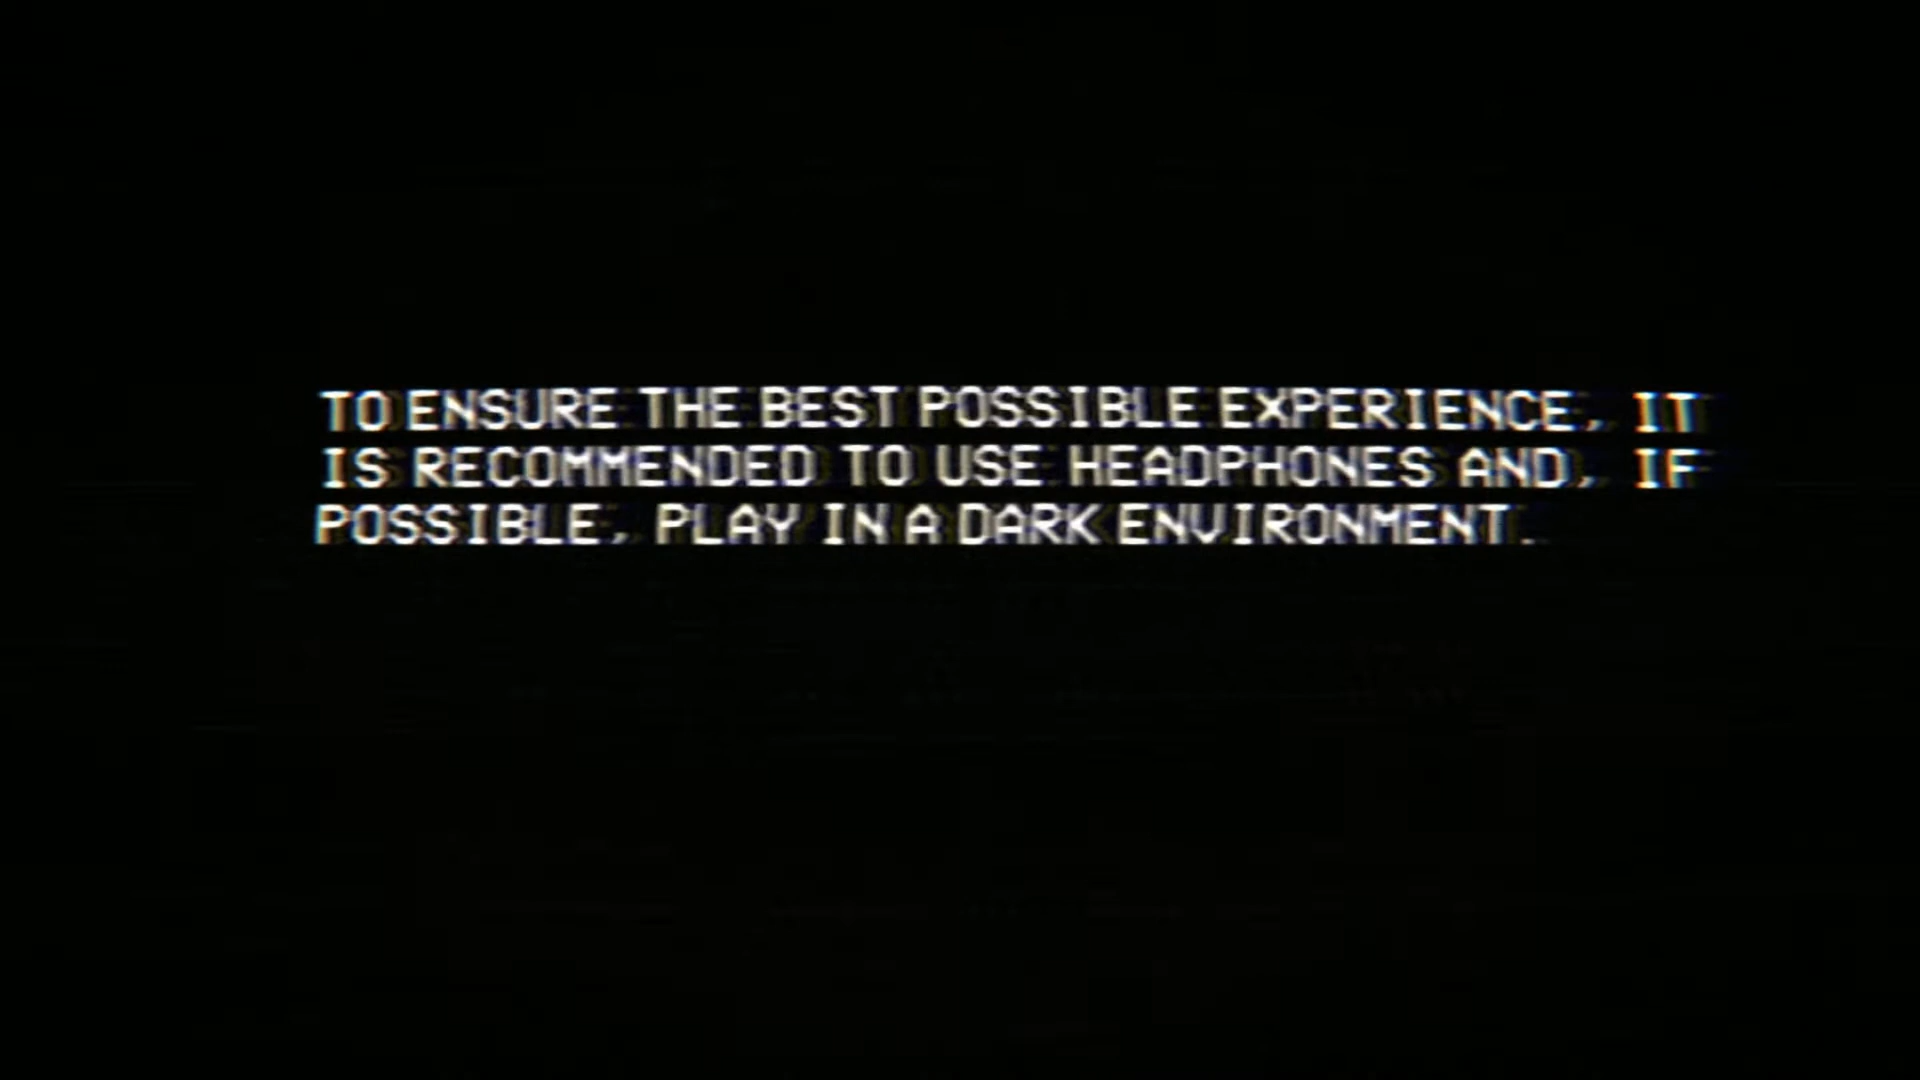 TO ENSURE THE BEST POSSIBLE EXPERIENCE, IT
IS RECOMMENDED TO USE HEADPHONES AND, IF
POSSIBLE, PLAY IN A DARK ENVIRONMENT.